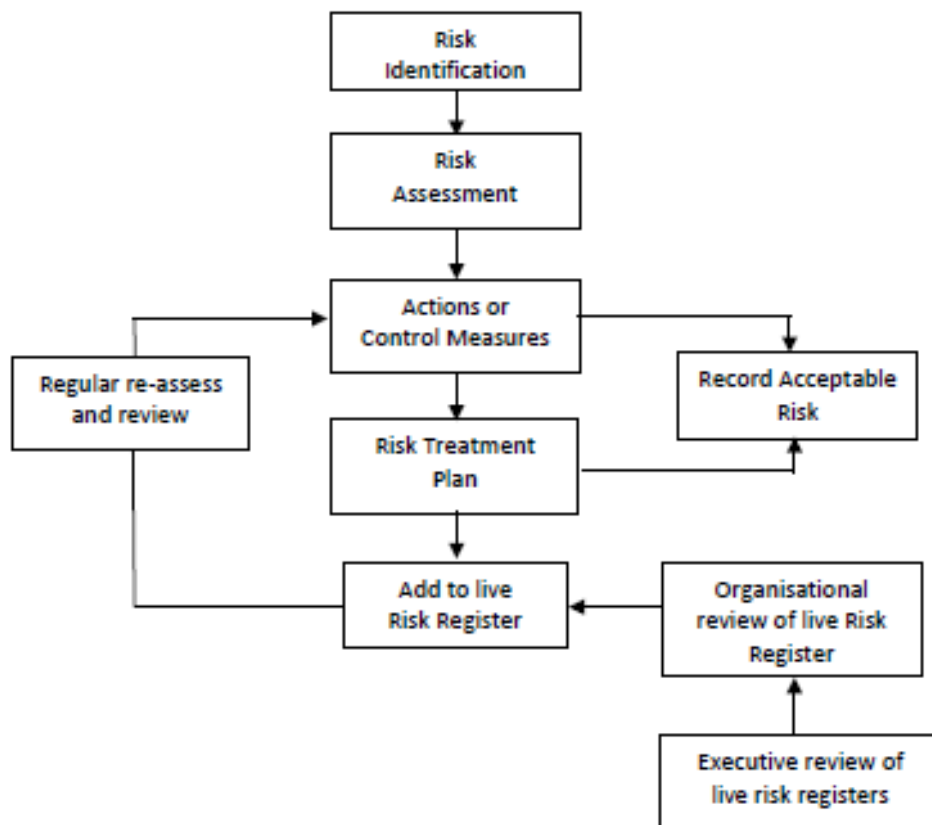 Risk
Identification
Risk
Assessment
Actions or
Control Measures
Regular re-assess
and review
Record Acceptable
Risk
Risk Treatment
Plan
Add to live
Risk Register
Organisational
review of live Risk
Register
Executive review of
live risk registers